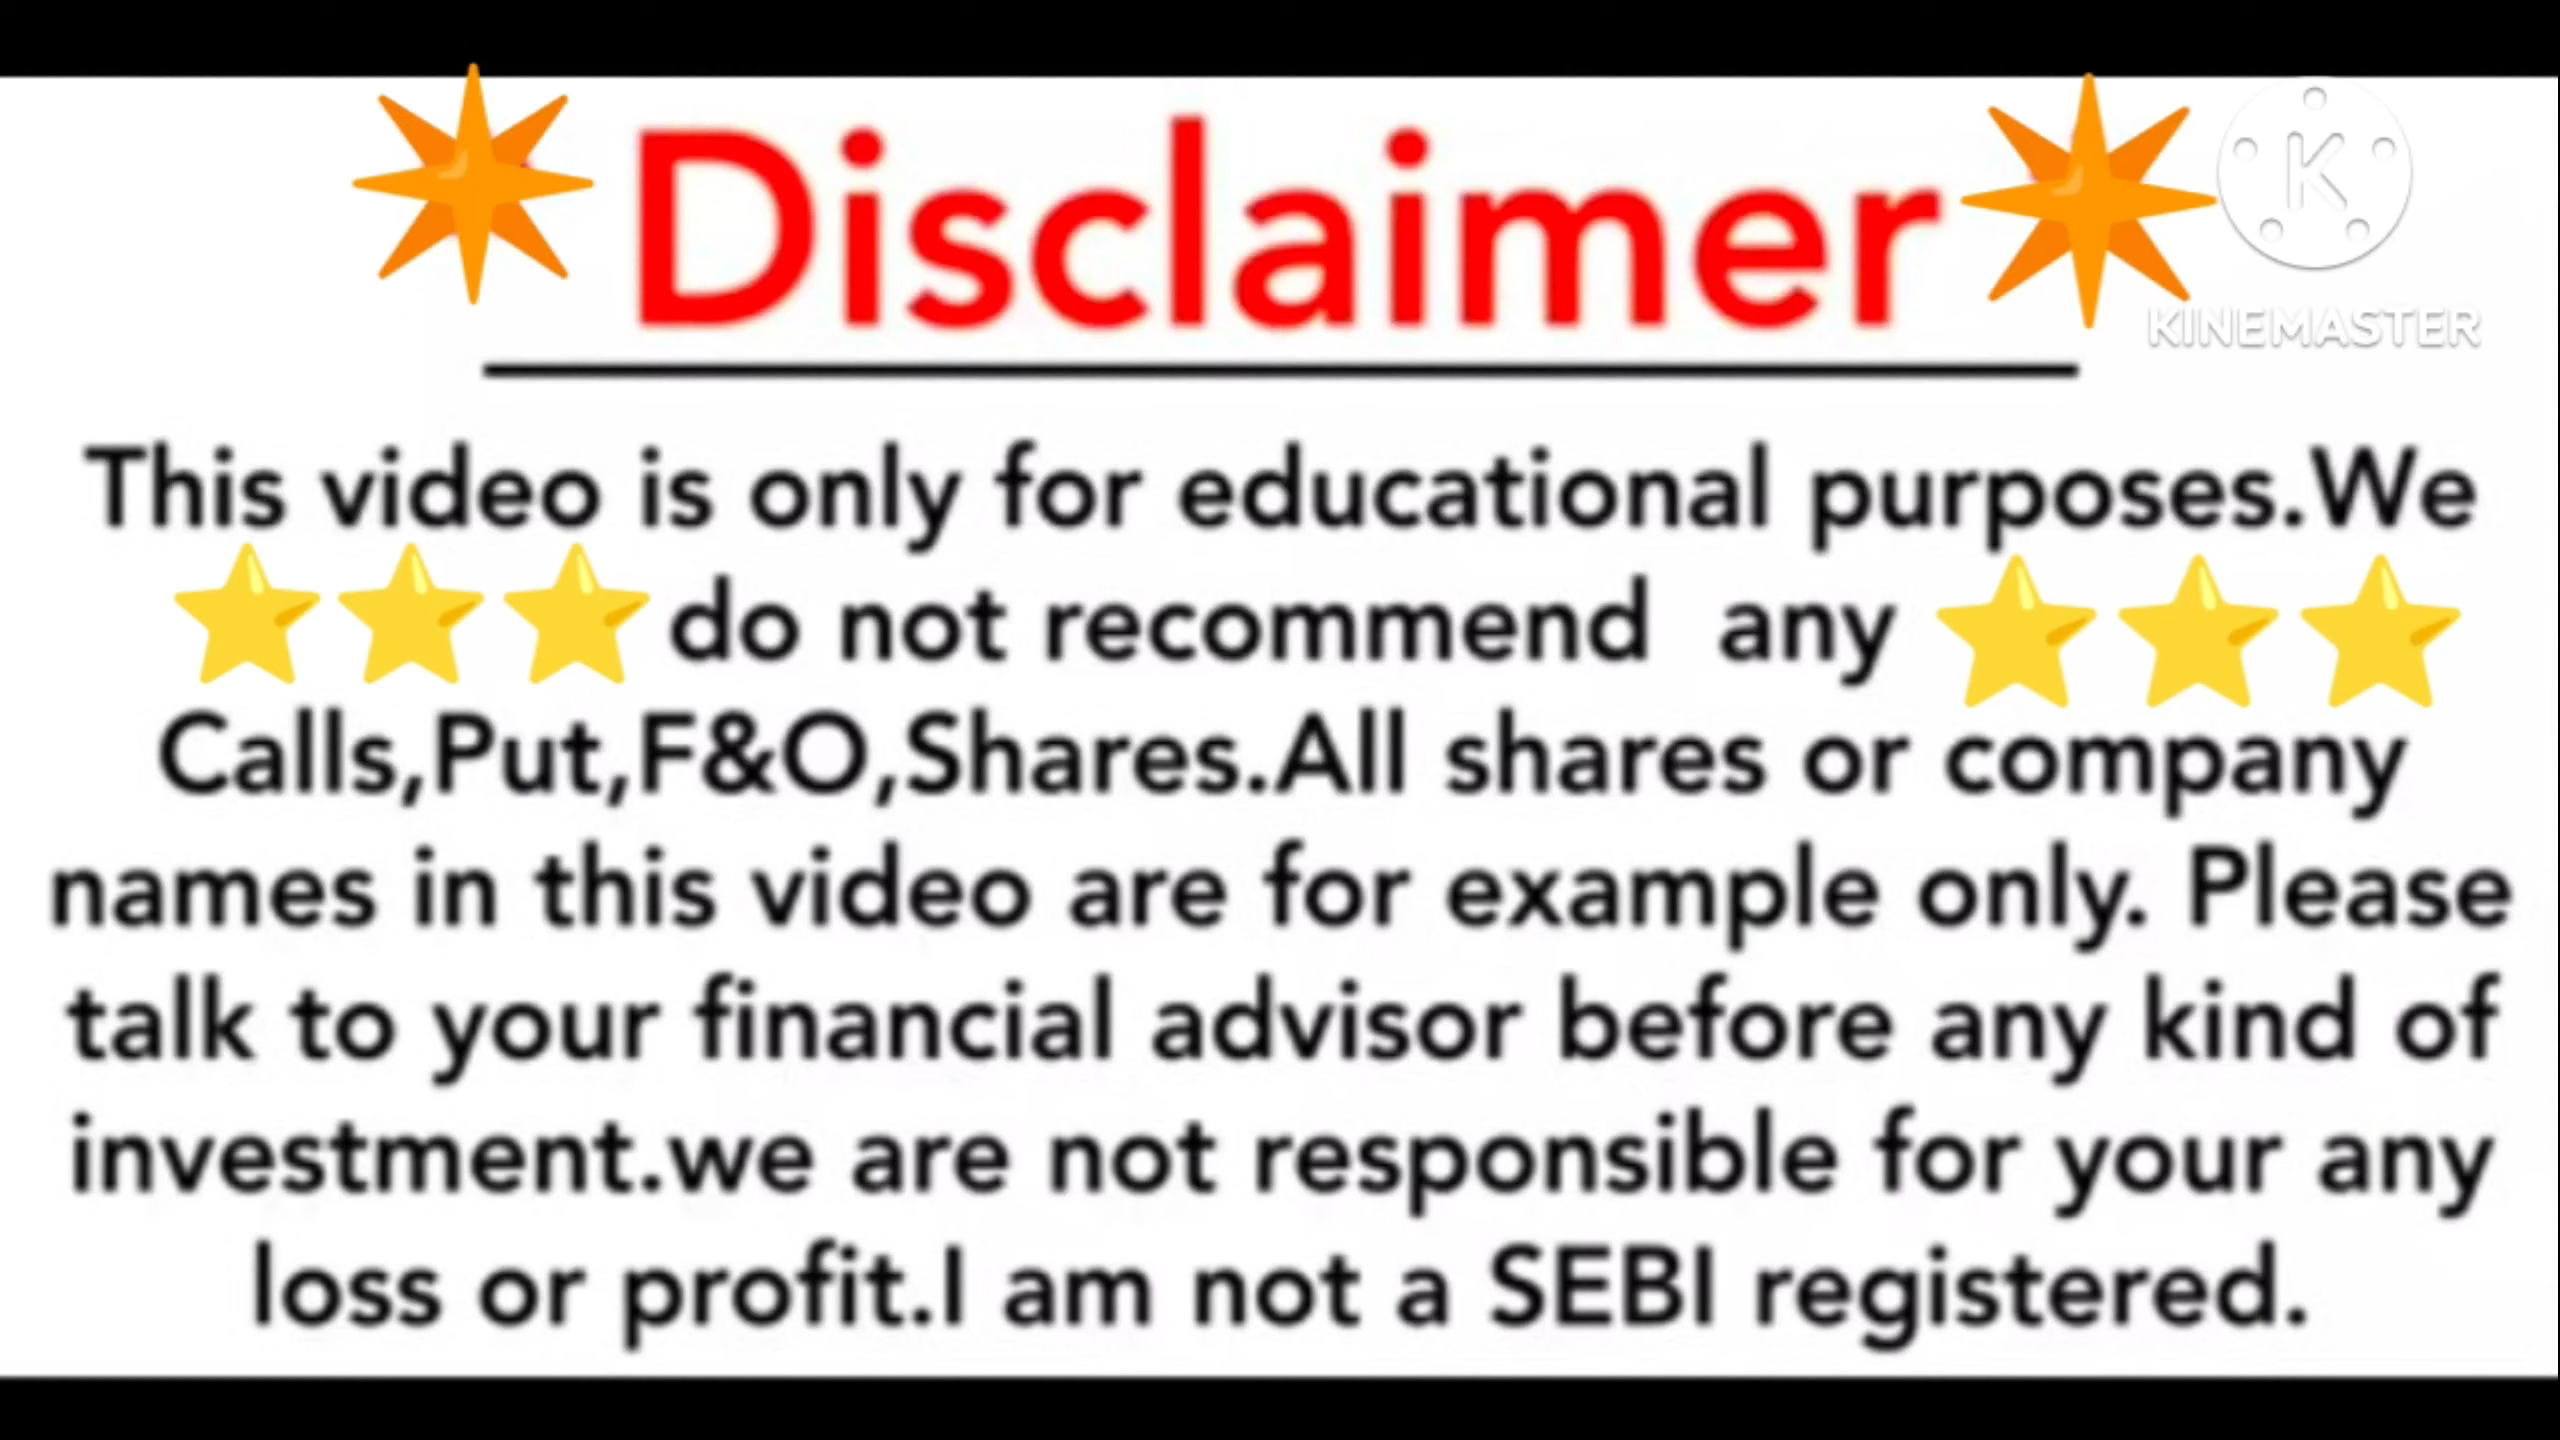 Disclaimer
K
KINEMASTER
This video is only for educational purposes.We
do not recommend any
Calls,Put,F&O,Shares.All shares or company
names in this video are for example only. Please
talk to your financial advisor before any kind of
investment.we are not responsible for your any
loss or profit.I am not a SEBI registered.